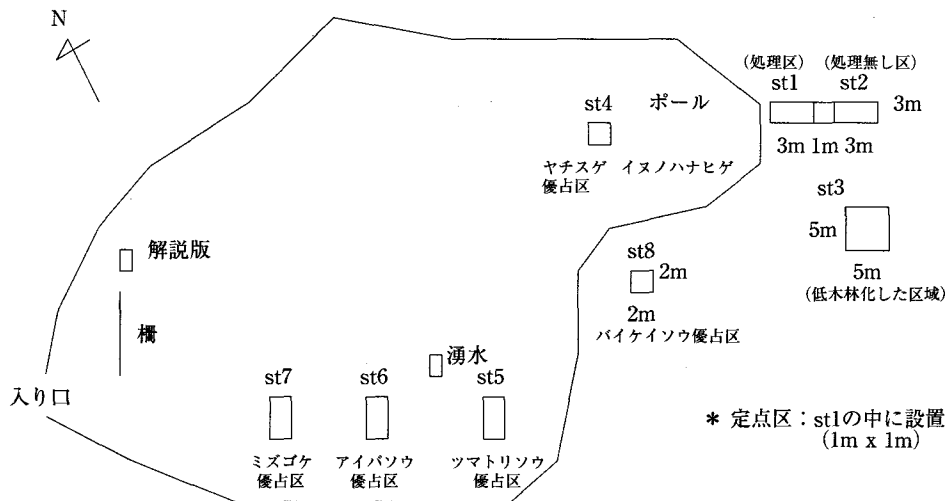 N
(処理区) (処理無し区)
st1 st2
3m
3m 1m 3m
st4 ポール
ヤチスゲ イヌノハナヒゲ
優占区
st3
5m
5m
(低木林化した区域)
解説版
st8
2m
2m
バイケイソウ優占区
柵
湧水
入り口
st7 st6 st5
ミズゴケ アイバソウ ツマトリソウ
優占区 優占区 優占区
* 定点区：st1の中に設置
(1m x 1m)